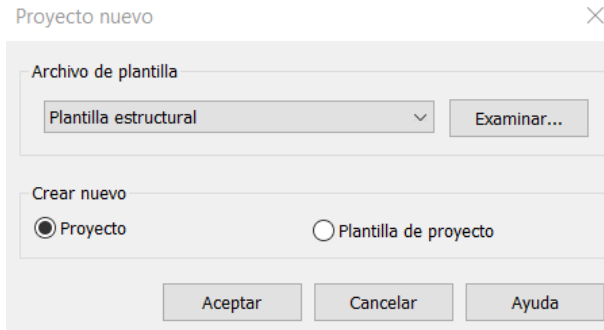 Proyecto nuevo
Archivo de plantilla
Plantilla estructural
Examinar...
Crear nuevo
Proyecto
Plantilla de proyecto
Aceptar
Cancelar
Ayuda